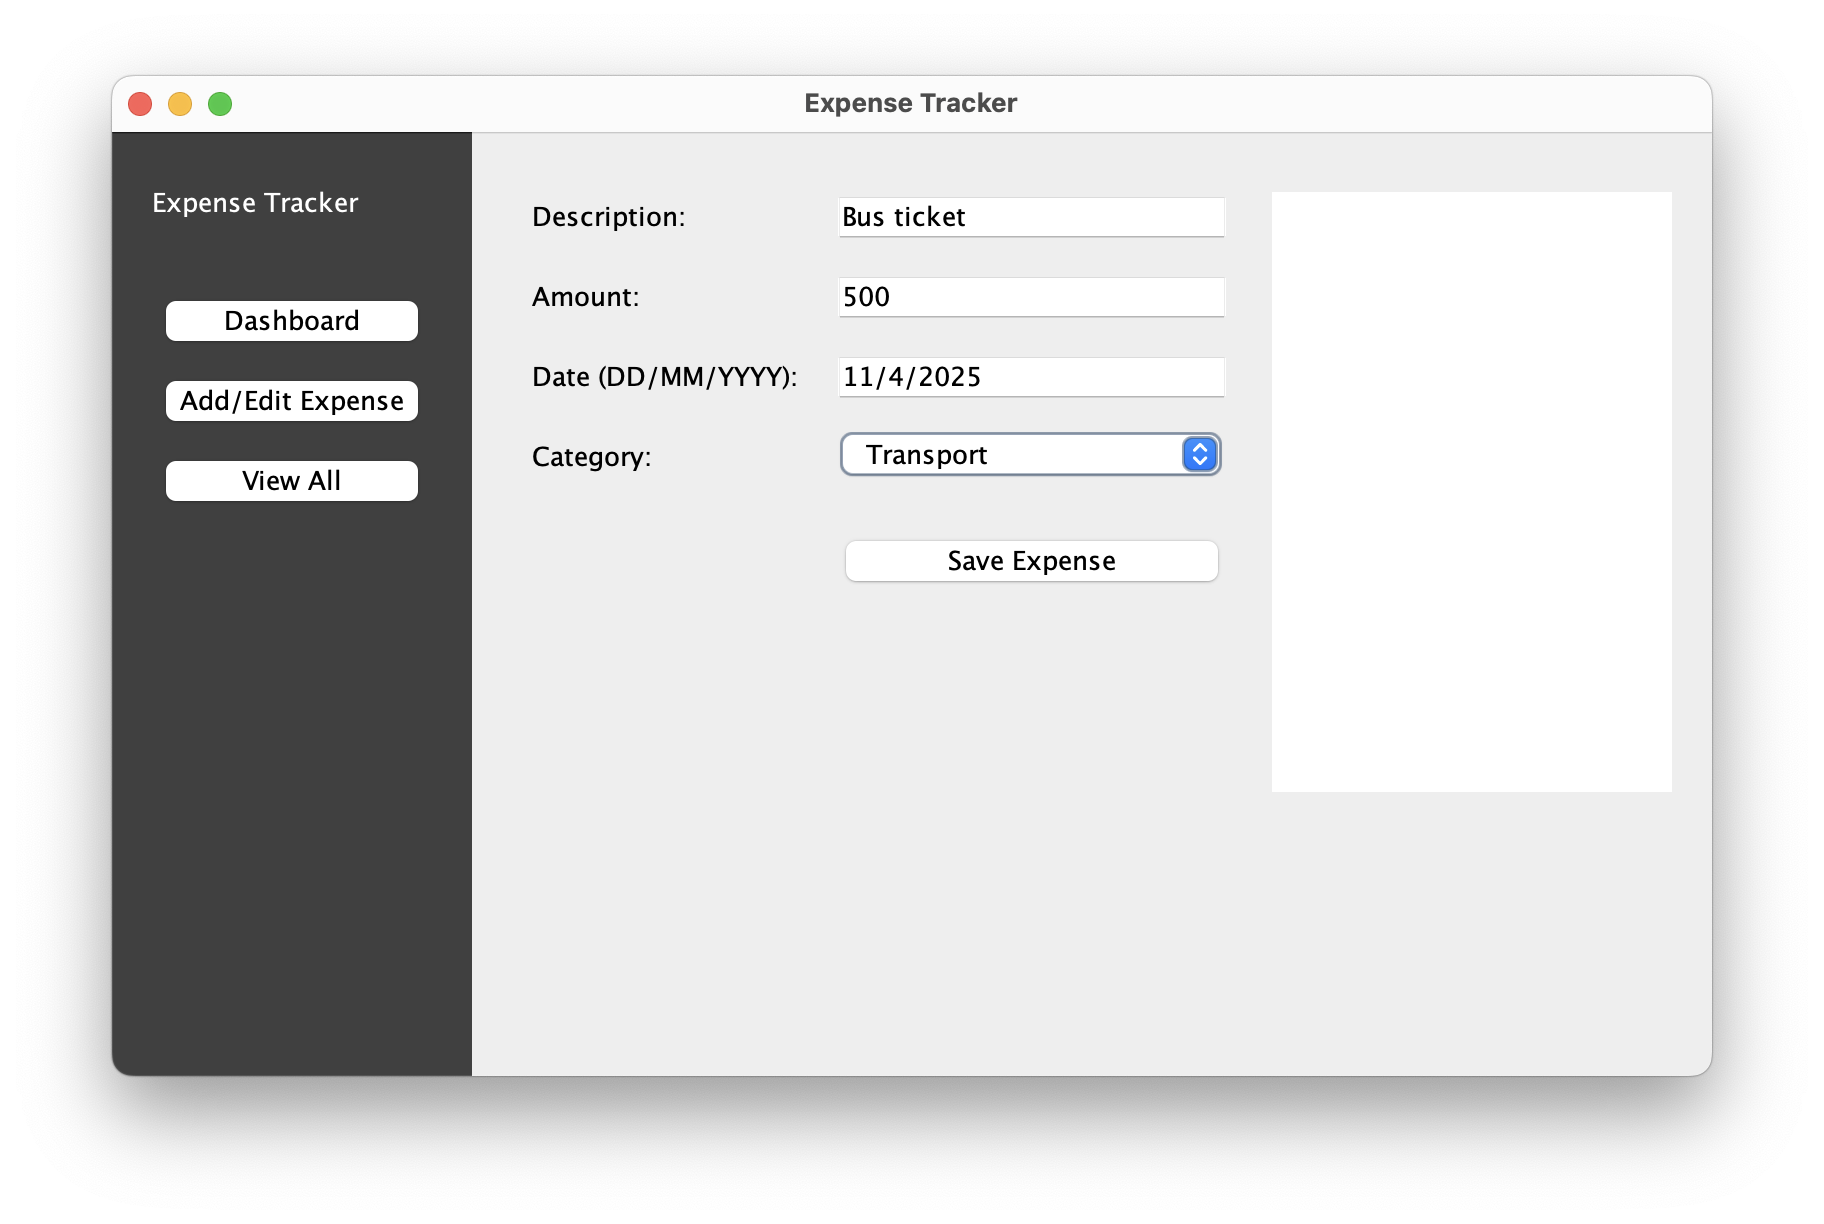 Expense Tracker
Expense Tracker
Dashboard
Add/Edit Expense
View All
Description: Bus ticket
Amount: 500
Date (DD/MM/YYYY): 11/4/2025
Category: Transport
Save Expense